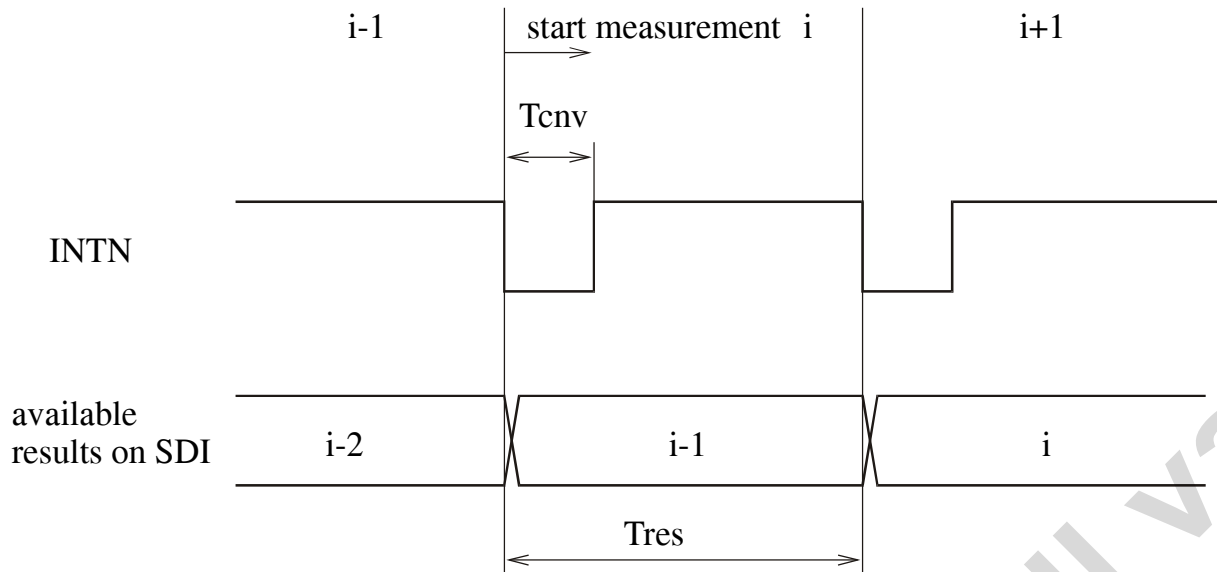 i-1
start measurement i
i+1
Tcnv
INTN
available
results on SDI
i-2
i-1
i
Tres